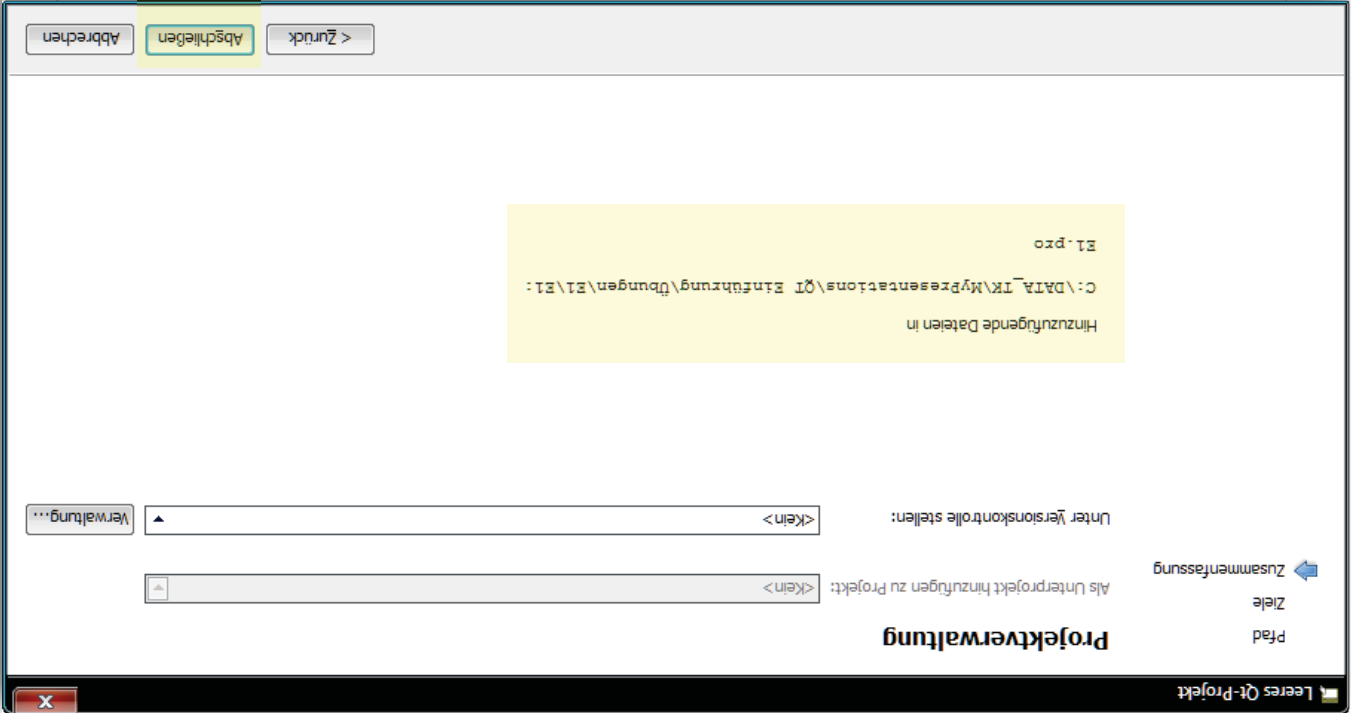 Leeres Qt-Projekt
X
Pfad
Ziele
Zusammenfassung
Projektverwaltung
Als Unterprojekt hinzufügen zu Projekt: <Kein>
Unter Versionskontrolle stellen: <Kein> Verwaltung...
Hinzuzufügende Dateien in
C:\DATA_TK\MyPresentations\QT Einführung\Übungen\E1\E1:
E1.pro
< Zurück Abschließen Abbrechen